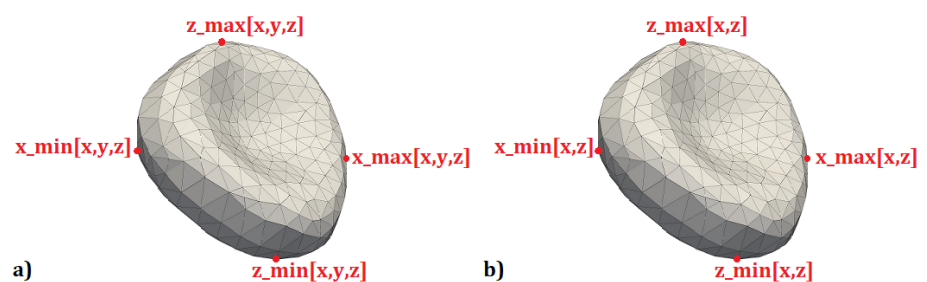 z_max[x,y,z]
x_min[x,y,z]
x_max[x,y,z]
z_min[x,y,z]
a)
z_max[x,z]
x_min[x,z]
x_max[x,z]
z_min[x,z]
b)